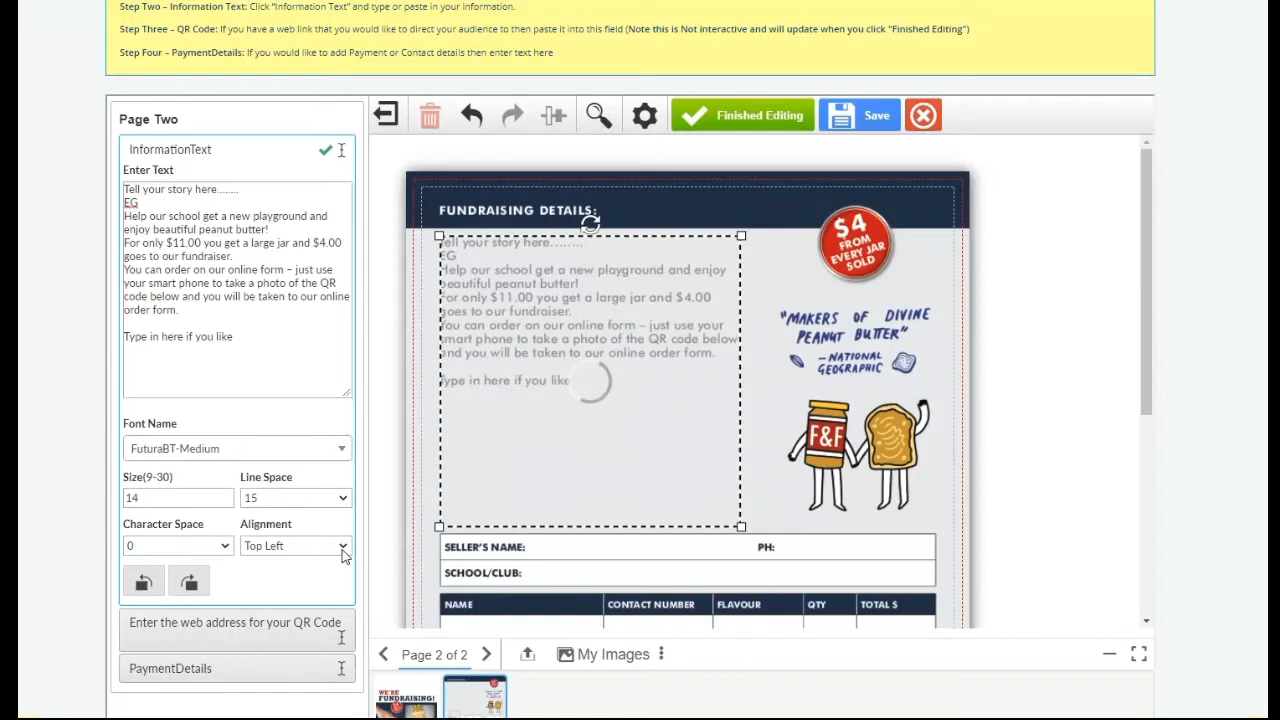 Step Two – Information Text: Click "Information Text" and type or paste in your information.
Step Three – QR Code: If you have a web link that you would like to direct your audience to then paste it into this field (Note this is Not interactive and will update when you click "Finished Editing")
Step Four – PaymentDetails: If you would like to add Payment or Contact details then enter text here
Page Two
InformationText
Enter Text
Tell your story here........
EG
Help our school get a new playground and
enjoy beautiful peanut butter!
For only $11.00 you get a large jar and $4.00
goes to our fundraiser.
You can order on our online form – just use
your smart phone to take a photo of the QR
code below and you will be taken to our online
order form.
Type in here if you like
Font Name
FuturaBT-Medium
Size(9-30)
Line Space
14
15
Character Space
Alignment
0
Top Left
Enter the web address for your QR Code
PaymentDetails
Finished Editing
Save
FUNDRAISING DETAILS:
Tell your story here........
EG
Help our school get a new playground and enjoy
beautiful peanut butter!
For only $11.00 you get a large jar and $4.00
goes to our fundraiser.
You can order on our online form – just use your
smart phone to take a photo of the QR code below
and you will be taken to our online order form.
Type in here if you like
$4
FROM
EVERY JAR
SOLD
"MAKERS OF DIVINE
PEANUT BUTTER"
– NATIONAL
GEOGRAPHIC
F&F
SELLER'S NAME:
PH:
SCHOOL/CLUB:
NAME
CONTACT NUMBER
FLAVOUR
QTY
TOTAL $
Page 2 of 2
My Images
WE'RE
FUNDRAISING!